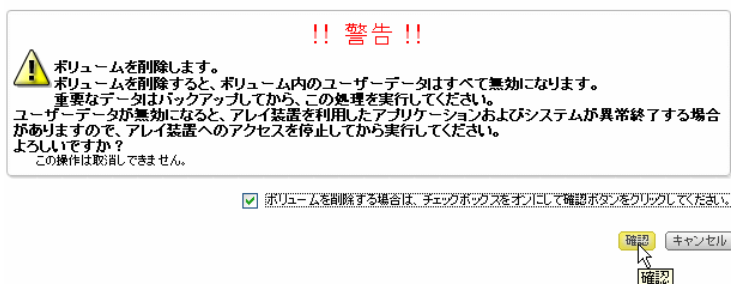 !! 警告 !!
ボリュームを削除します。
ボリュームを削除すると、ボリューム内のユーザーデータはすべて無効になります。
重要なデータはバックアップしてから、この処理を実行してください。
ユーザーデータが無効になると、アレイ装置を利用したアプリケーションおよびシステムが異常終了する場合
がありますので、アレイ装置へのアクセスを停止してから実行してください。
よろしいですか？
この操作は取消しできません。
ボリュームを削除する場合は、チェックボックスをオンにして確認ボタンをクリックしてください。
確認 キャンセル
確認